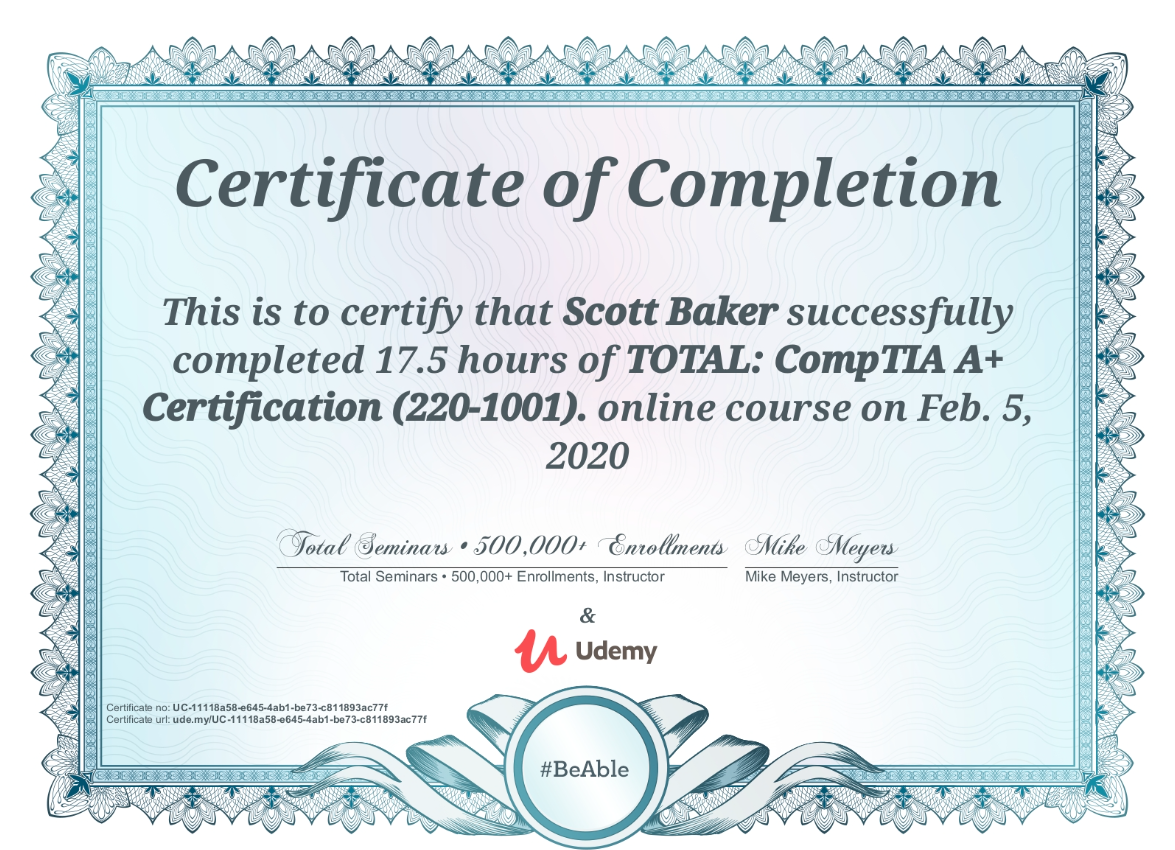 Certificate of Completion
This is to certify that Scott Baker successfully
completed 17.5 hours of TOTAL: CompTIA A+
Certification (220-1001). online course on Feb. 5,
2020
Total Seminars • 500,000+ Enrollments Mike Meyers
Total Seminars • 500,000+ Enrollments, Instructor Mike Meyers, Instructor
&
Udemy
Certificate no: UC-11118a58-e645-4ab1-be73-c811893ac77f
Certificate url: ude.my/UC-11118a58-e645-4ab1-be73-c811893ac77f
#BeAble